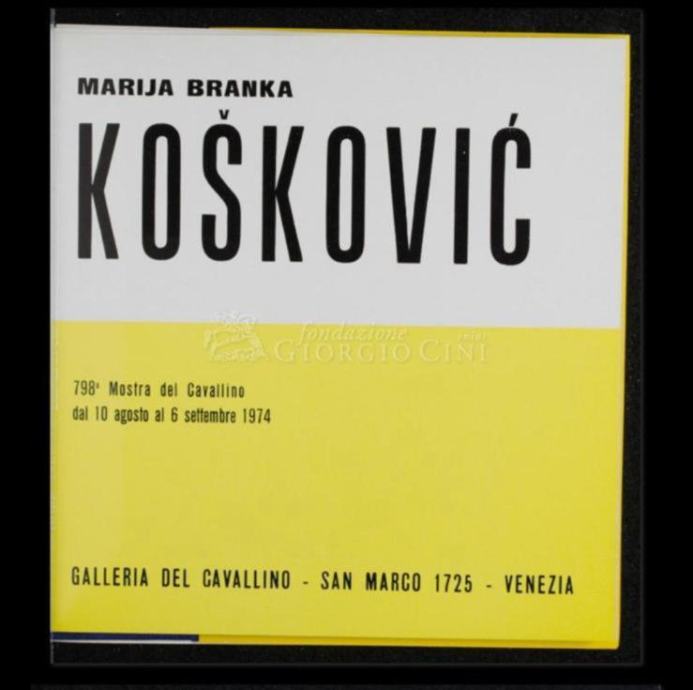 MARIJA BRANKA
KOŠKOVIĆ
fondazione
GIORGIO CINI
798ª Mostra del Cavallino
dal 10 agosto al 6 settembre 1974
GALLERIA DEL CAVALLINO - SAN MARCO 1725 - VENEZIA